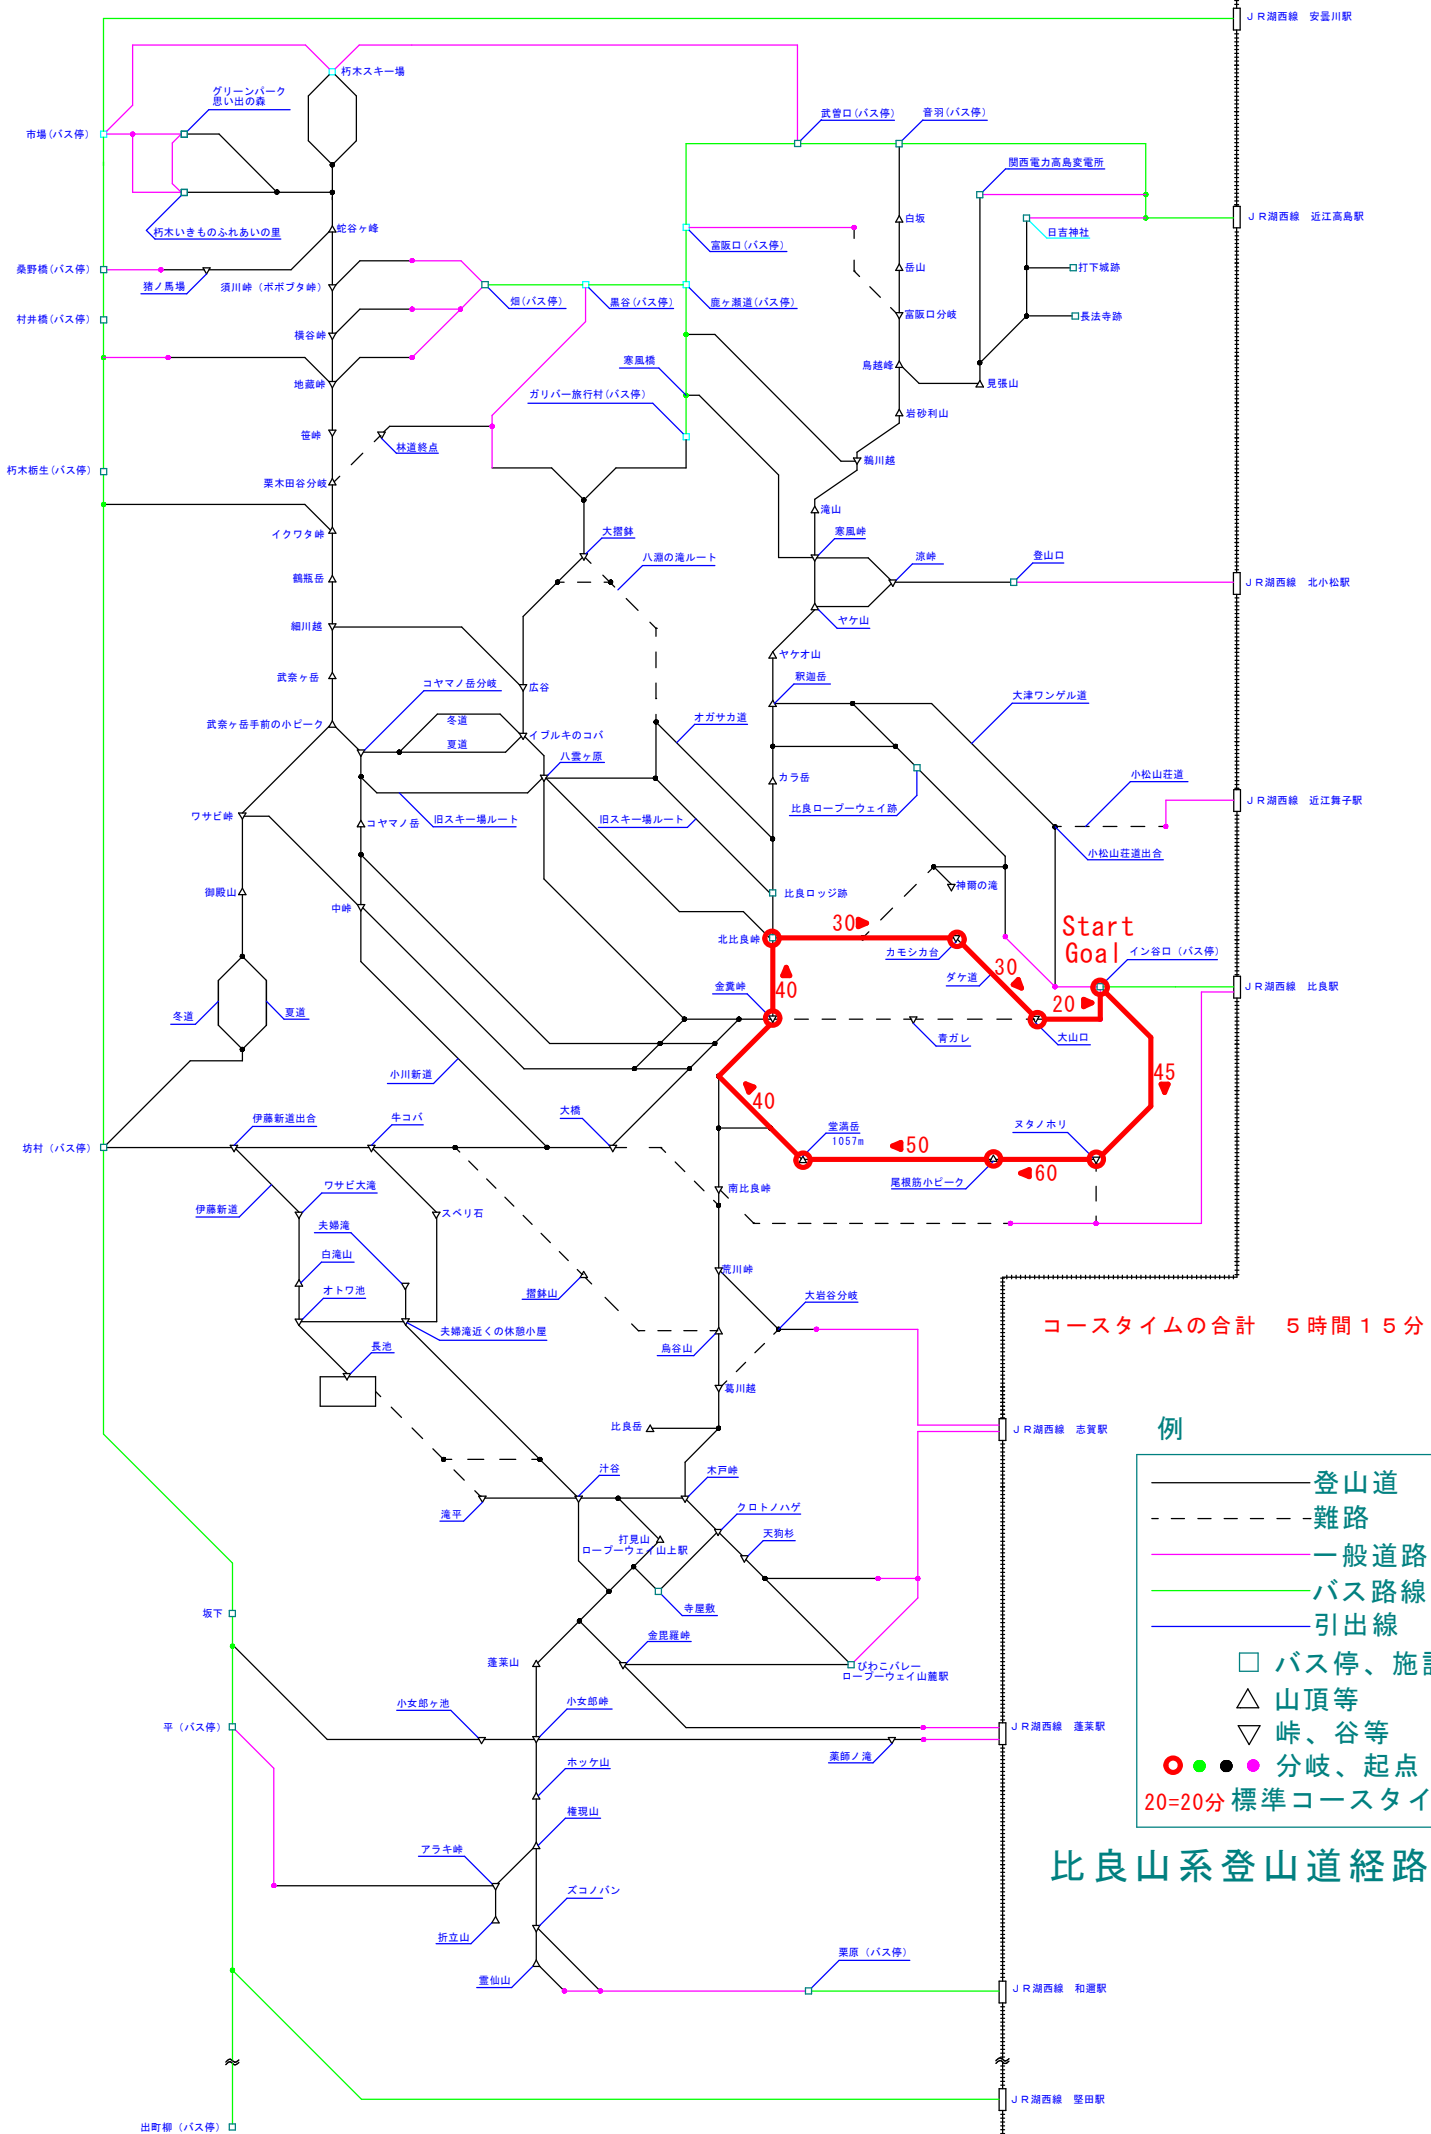 ＪＲ湖西線　安曇川駅
朽木スキー場
グリーンパーク
思い出の森
武曽口(バス停)
音羽(バス停)
市場(バス停)
関西電力高島変電所
白坂
ＪＲ湖西線　近江高島駅
朽木いきものふれあいの里
蛇谷ヶ峰
日吉神社
富阪口(バス停)
桑野橋(バス停)
岳山
打下城跡
猪ノ馬場
須川峠（ボボブタ峠）
畑(バス停)
黒谷(バス停)
鹿ヶ瀬道(バス停)
村井橋(バス停)
富阪口分岐
長法寺跡
横谷峠
寒風橋
鳥越峰
地蔵峠
見張山
ガリバー旅行村(バス停)
岩砂利山
笹峠
林道終点
鵜川越
朽木栃生(バス停)
栗木田谷分岐
滝山
イクワタ峠
大摺鉢
寒風峠
八淵の滝ルート
涼峠
登山口
鶴瓶岳
ＪＲ湖西線　北小松駅
ヤケ山
細川越
ヤケオ山
武奈ヶ岳
コヤマノ岳分岐
広谷
釈迦岳
大津ワンゲル道
武奈ヶ岳手前の小ピーク
冬道
オガサカ道
イブルキのコバ
夏道
八雲ヶ原
カラ岳
小松山荘道
比良ロープーウェイ跡
ＪＲ湖西線　近江舞子駅
ワサビ峠
コヤマノ岳
旧スキー場ルート
旧スキー場ルート
小松山荘道出合
神爾の滝
御殿山
比良ロッジ跡
中峠
30
Start
Goal
北比良峠
カモシカ台
イン谷口（バス停）
30
ダケ道
金糞峠
40
ＪＲ湖西線　比良駅
20
冬道
夏道
青ガレ
大山口
小川新道
45
40
伊藤新道出合
牛コバ
大橋
堂満岳
1057m
ヌタノホリ
坊村（バス停）
50
60
尾根筋小ピーク
南比良峠
伊藤新道
ワサビ大滝
スベリ石
夫婦滝
白滝山
荒川峠
オトワ池
摺鉢山
大岩谷分岐
コースタイムの合計　５時間１５分
夫婦滝近くの休憩小屋
長池
烏谷山
葛川越
比良岳
ＪＲ湖西線　志賀駅
例
汁谷
木戸峠
登山道
滝平
クロトノハゲ
難路
打見山
ロープーウェイ山上駅
天狗杉
一般道路
バス路線
坂下
寺屋敷
引出線
金毘羅峠
蓬莱山
びわこバレー
ロープーウェイ山麓駅
バス停、施
山頂等
小女郎ヶ池
小女郎峠
平（バス停）
ＪＲ湖西線　蓬莱駅
峠、谷等
薬師ノ滝
ホッケ山
分岐、起点
20=20分
標準コースタイ
権現山
アラキ峠
比良山系登山道経路
ズコノバン
折立山
栗原（バス停）
霊仙山
ＪＲ湖西線　和邇駅
ＪＲ湖西線　堅田駅
出町柳（バス停）